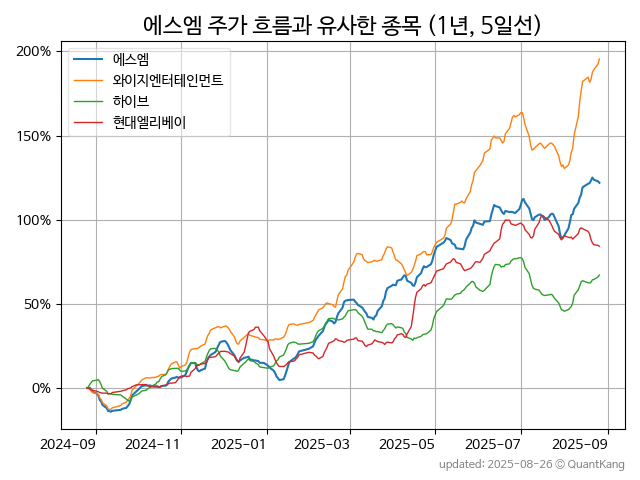 에스엠 주가 흐름과 유사한 종목 (1년, 5일선)
에스엠
와이지엔터테인먼트
하이브
현대엘리베이
200%
150%
100%
50%
0%
2024-09 2024-11 2025-01 2025-03 2025-05 2025-07 2025-09
updated: 2025-08-26 © QuantKang